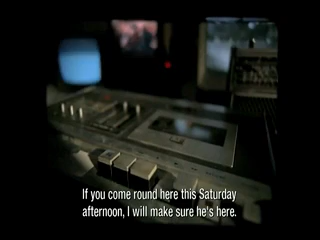 If you come round here this Saturday
afternoon, I will make sure he's here.